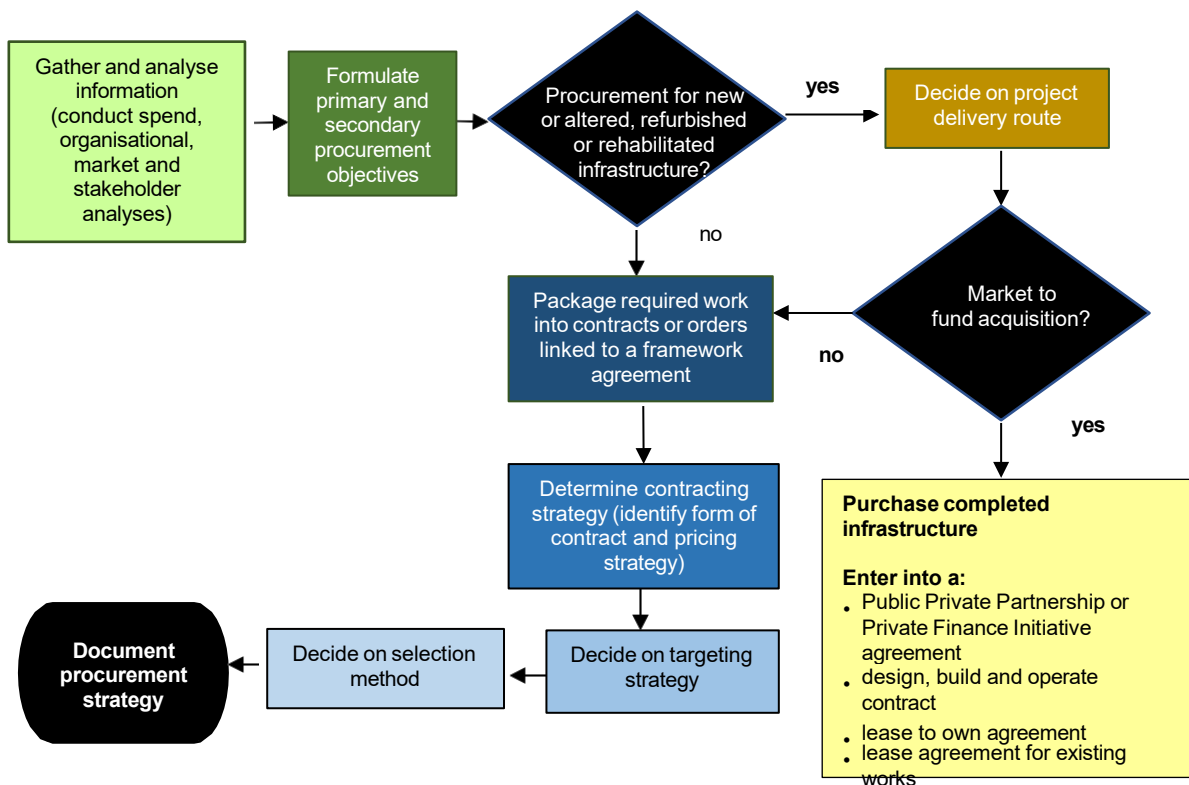 Gather and analyse
information
(conduct spend,
organisational,
market and
stakeholder
analyses)
Formulate
primary and
secondary
procurement
objectives
Procurement for new
or altered, refurbished
or rehabilitated
infrastructure?
yes
Decide on project
delivery route
no
Package required work
into contracts or orders
linked to a framework
agreement
Market to
fund acquisition?
no
yes
Determine contracting
strategy (identify form of
contract and pricing
strategy)
Purchase completed
infrastructure
Enter into a:
• Public Private Partnership or
Private Finance Initiative
agreement
• design, build and operate
contract
• lease to own agreement
• lease agreement for existing
works
Decide on targeting
strategy
Decide on selection
method
Document
procurement
strategy